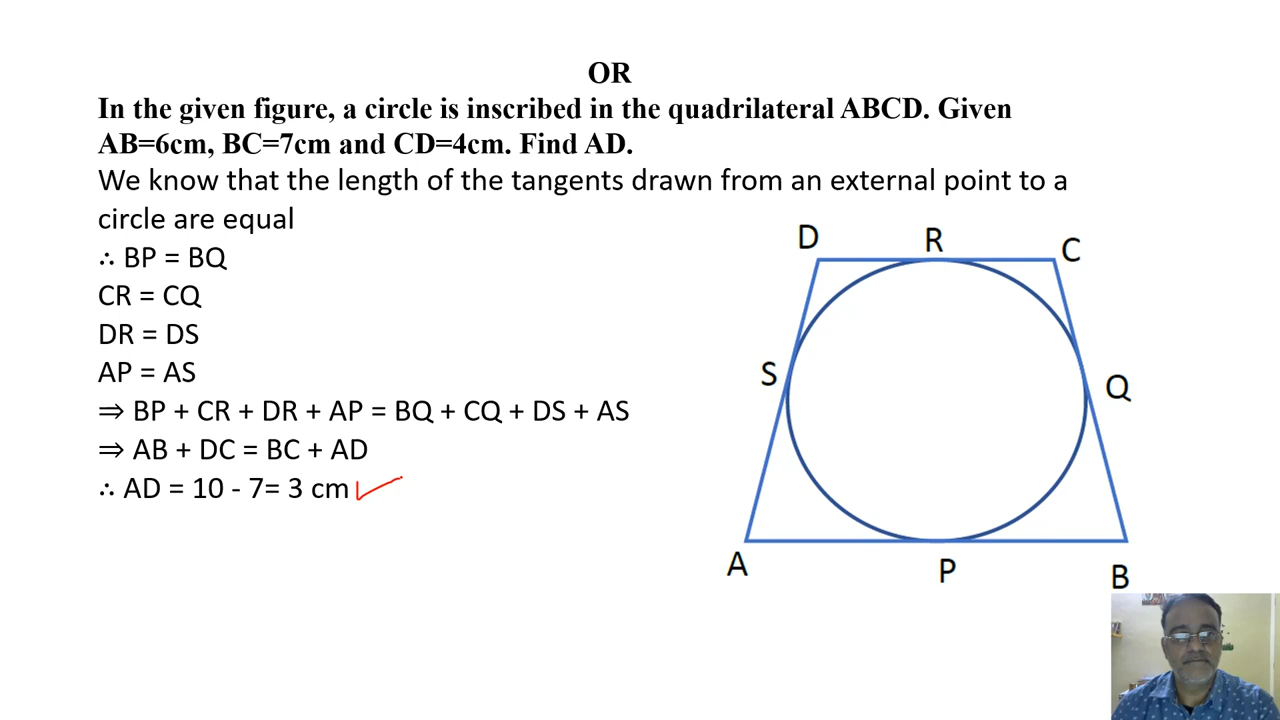 OR
In the given figure, a circle is inscribed in the quadrilateral ABCD. Given
AB=6cm, BC=7cm and CD=4cm. Find AD.
We know that the length of the tangents drawn from an external point to a
circle are equal
∴ BP = BQ
CR = CQ
DR = DS
AP = AS
⇒ BP + CR + DR + AP = BQ + CQ + DS + AS
⇒ AB + DC = BC + AD
∴ AD = 10 - 7= 3 cm
D
R
C
S
Q
A
P
B